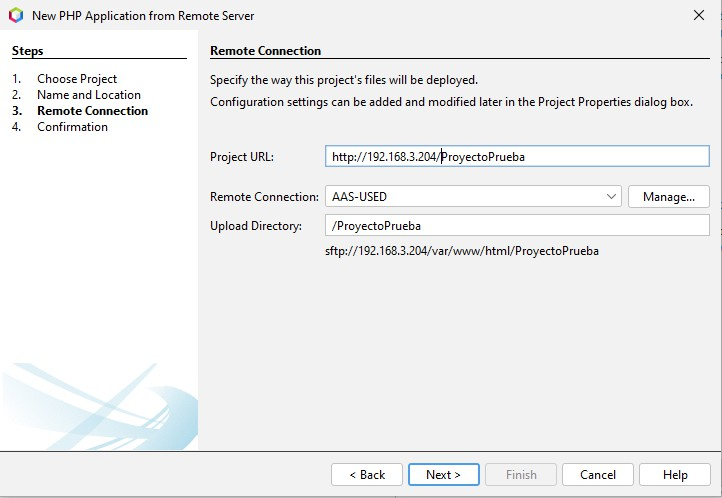 New PHP Application from Remote Server
Steps
1. Choose Project
2. Name and Location
3. Remote Connection
4. Confirmation
Remote Connection
Specify the way this project's files will be deployed.
Configuration settings can be added and modified later in the Project Properties dialog box.
Project URL: http://192.168.3.204/ProyectoPrueba
Remote Connection: AAS-USED Manage...
Upload Directory: /ProyectoPrueba
sftp://192.168.3.204/var/www/html/ProyectoPrueba
< Back Next > Finish Cancel Help